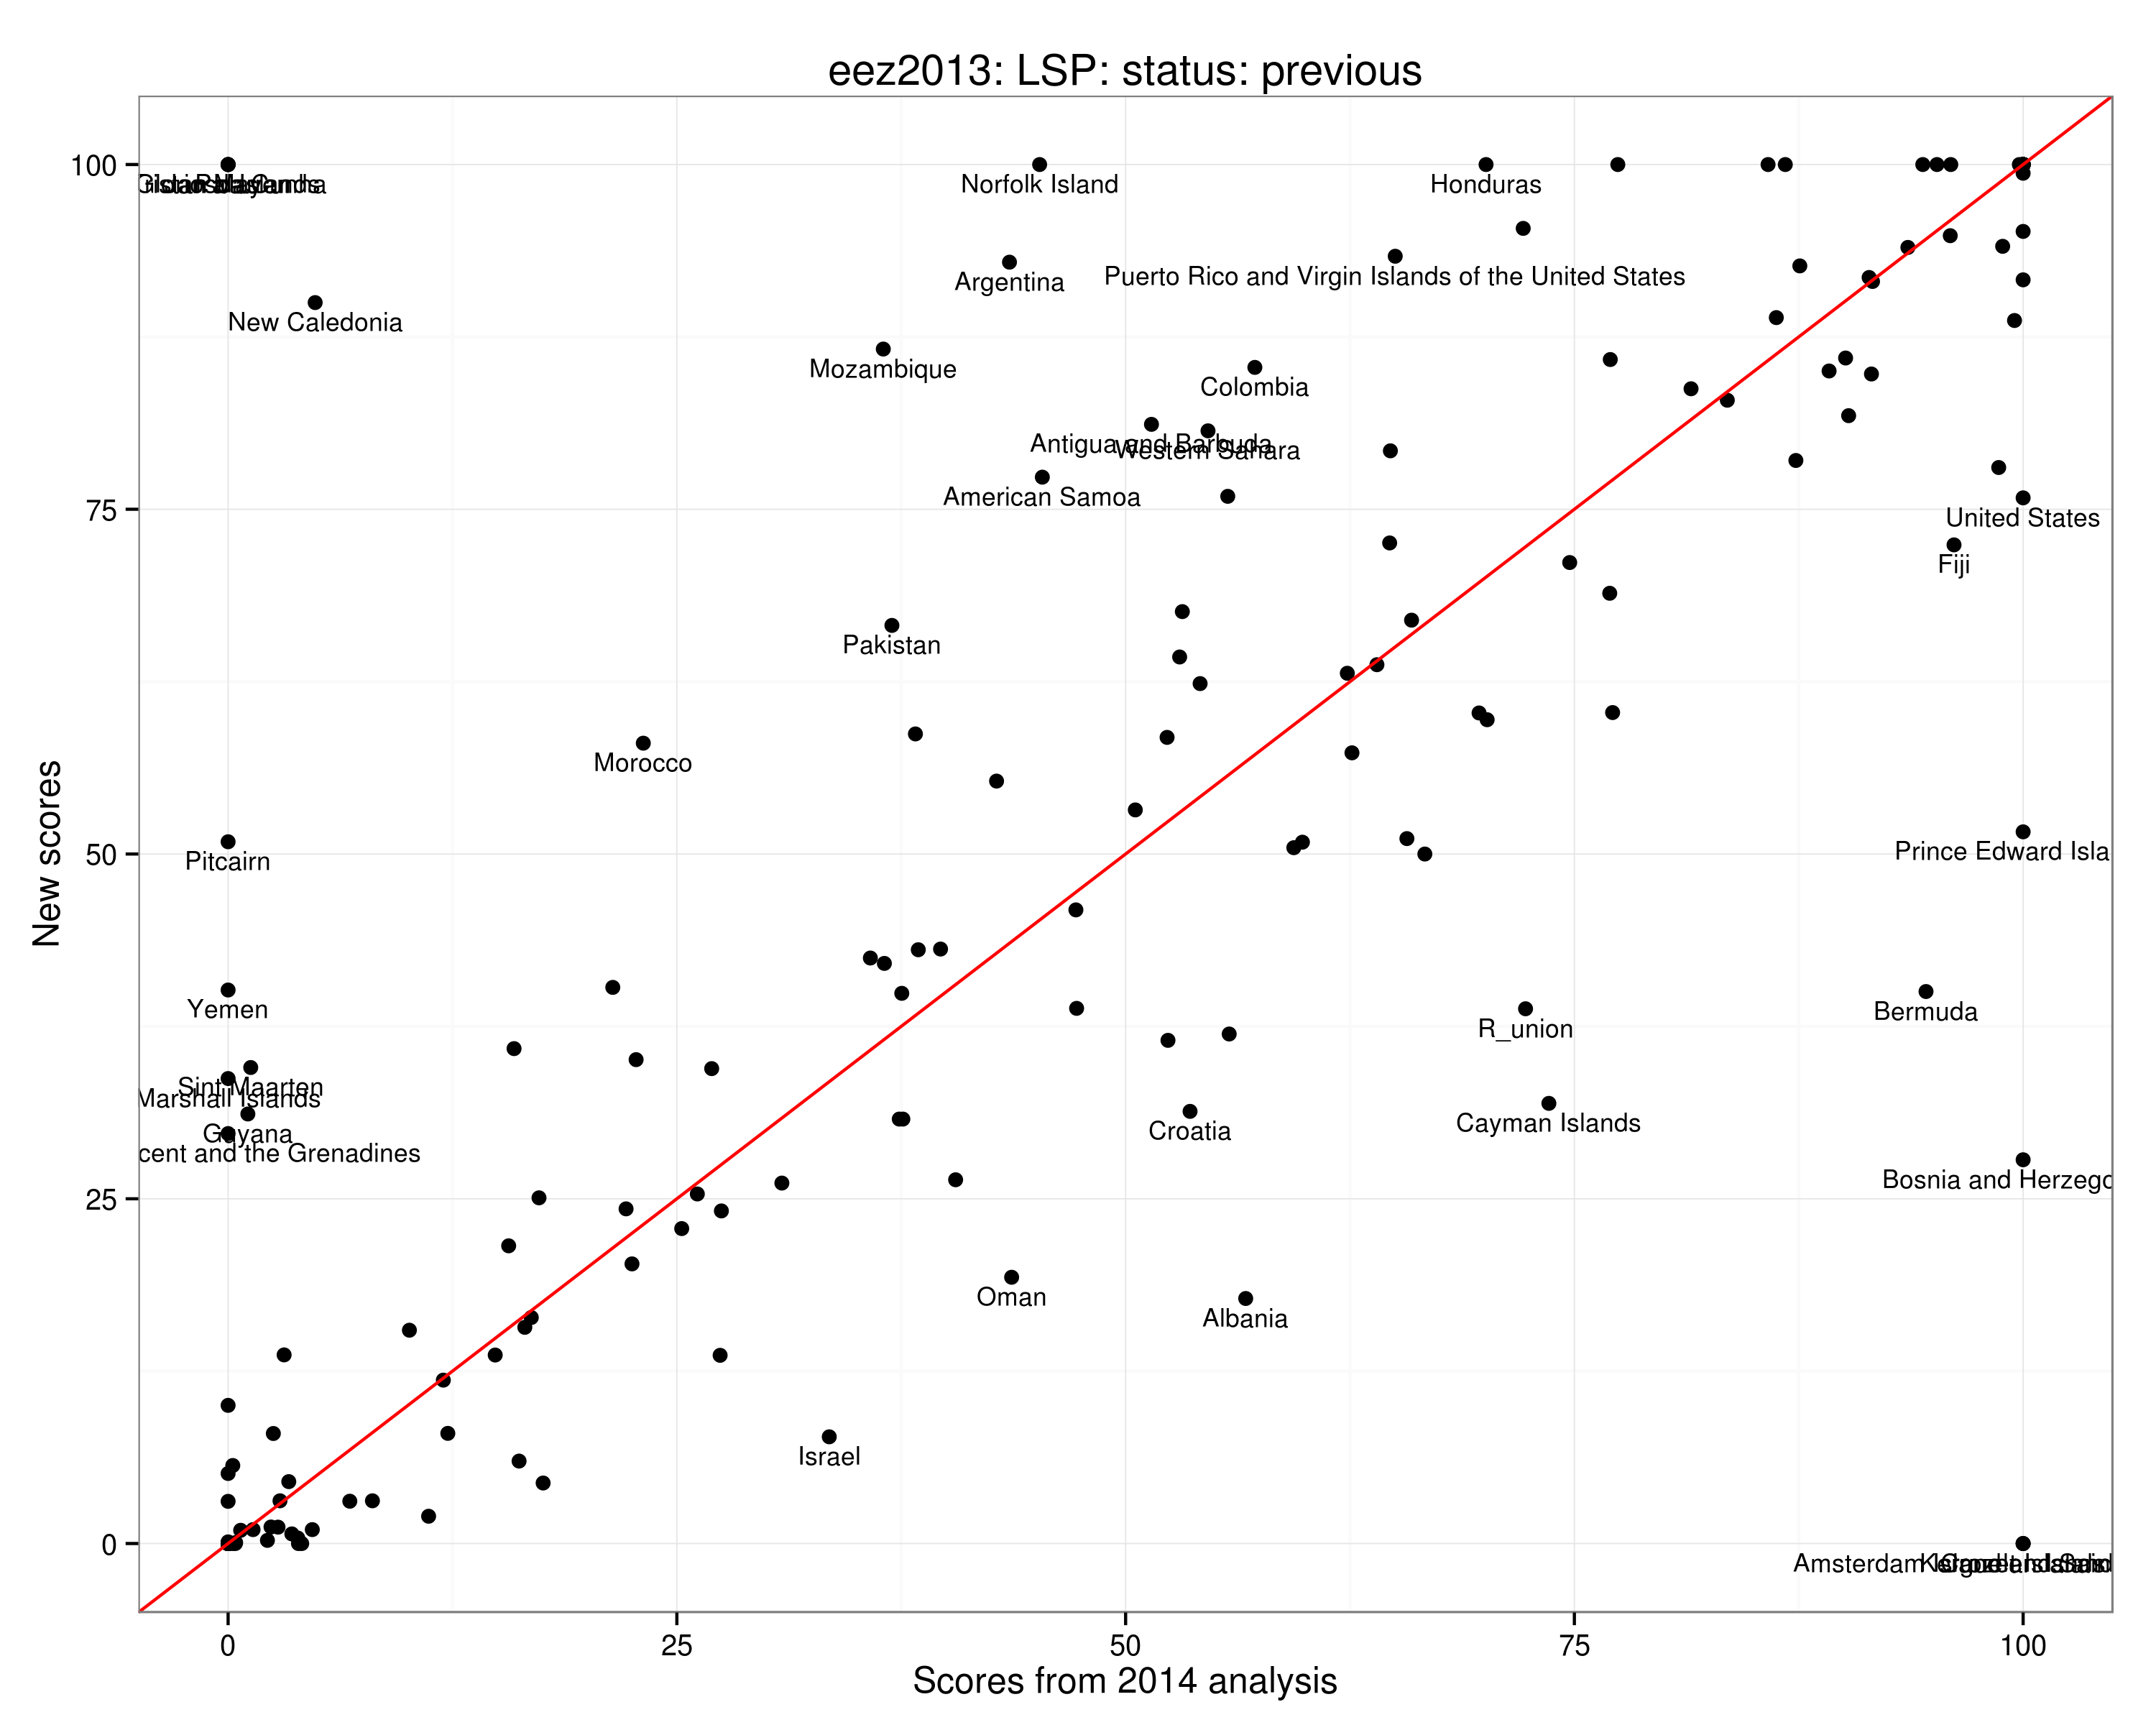 eez2013: LSP: status: previous
100
Norfolk Island
Honduras
Argentina
Puerto Rico and Virgin Islands of the United States
New Caledonia
Mozambique
Colombia
Antigua and Barbuda
Western Sahara
American Samoa
75
United States
Fiji
Pakistan
Morocco
New scores
50
Pitcairn
Prince Edward Isla
Yemen
Bermuda
R_union
Sint Maarten
Marshall Islands
Croatia
Cayman Islands
Guyana
cent and the Grenadines
25
Bosnia and Herzego
Oman
Albania
Israel
0
Amsterdam
0
25
50
75
100
Scores from 2014 analysis